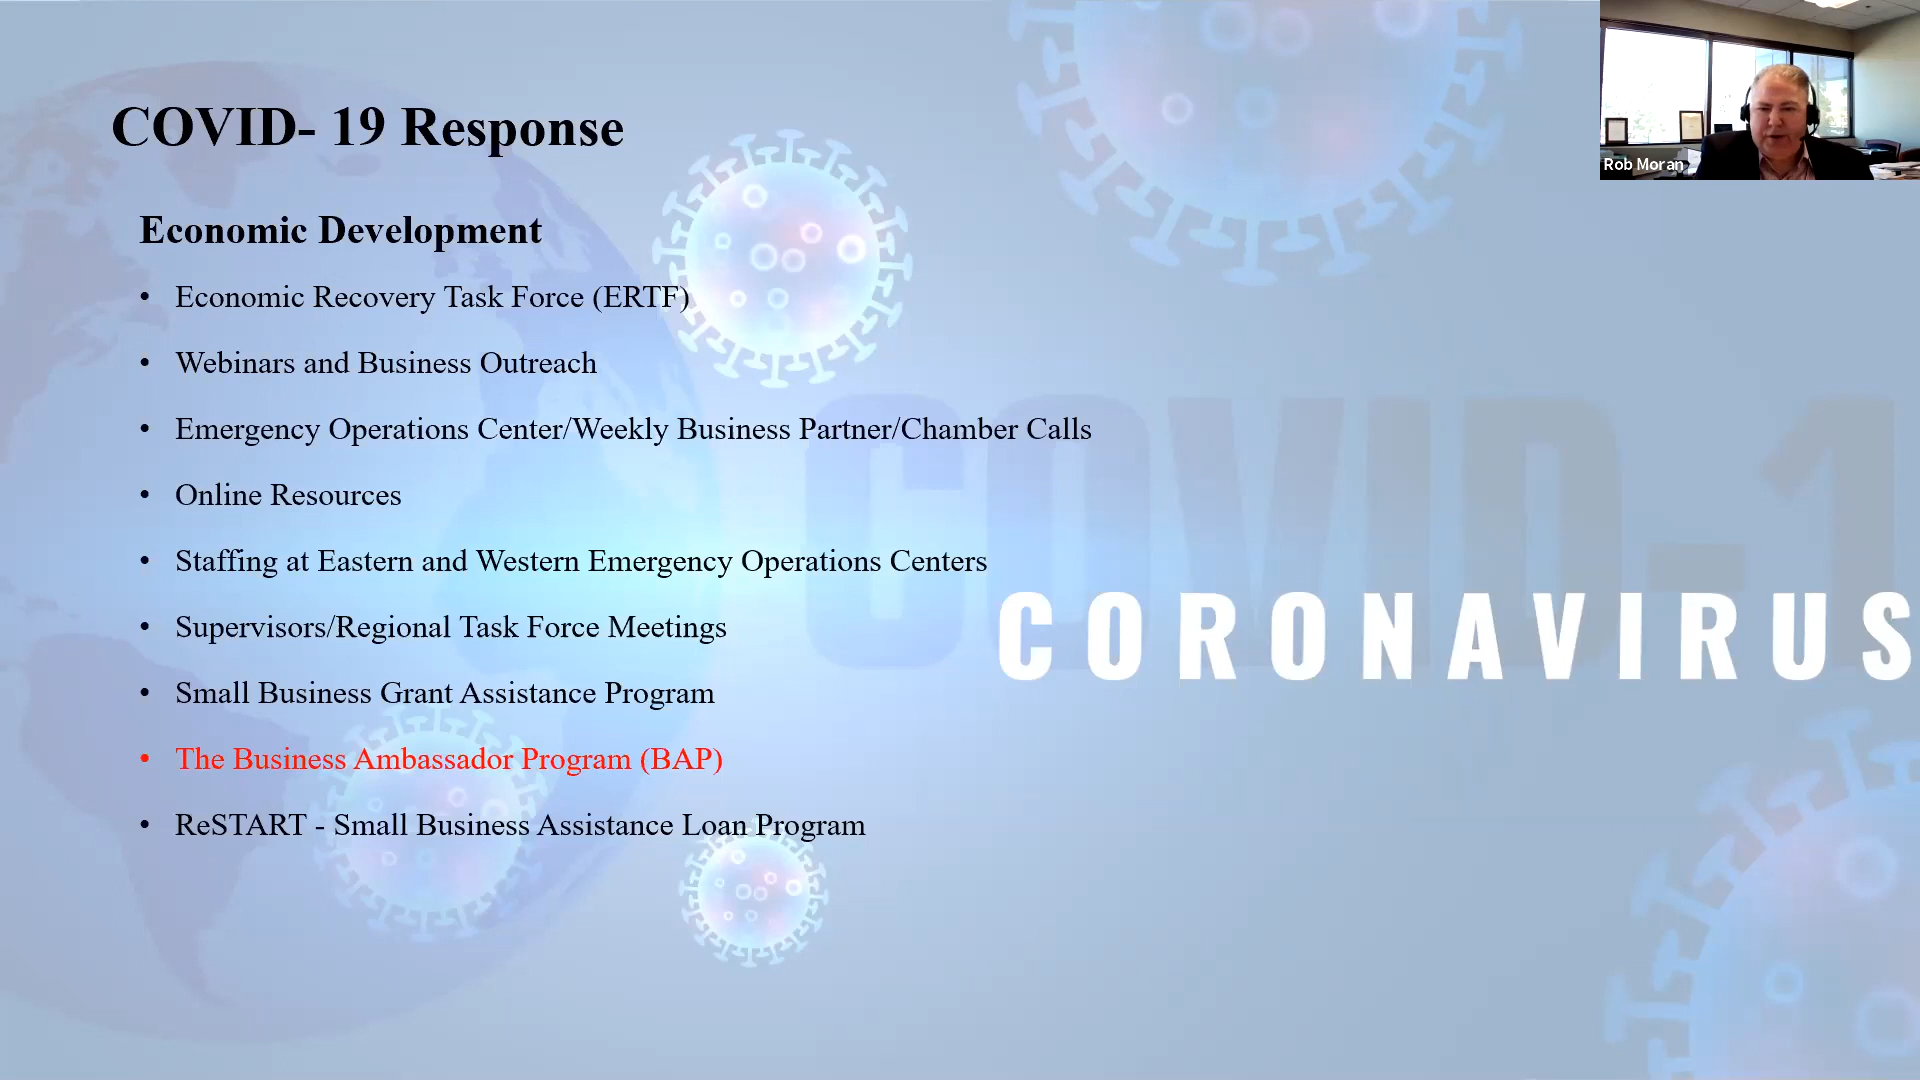 COVID- 19 Response
Rob Moran
Economic Development
• Economic Recovery Task Force (ERTF)
• Webinars and Business Outreach
• Emergency Operations Center/Weekly Business Partner/Chamber Calls
• Online Resources
• Staffing at Eastern and Western Emergency Operations Centers
• Supervisors/Regional Task Force Meetings
• Small Business Grant Assistance Program
• The Business Ambassador Program (BAP)
• ReSTART - Small Business Assistance Loan Program
COVID-1
CORONAVIRUS